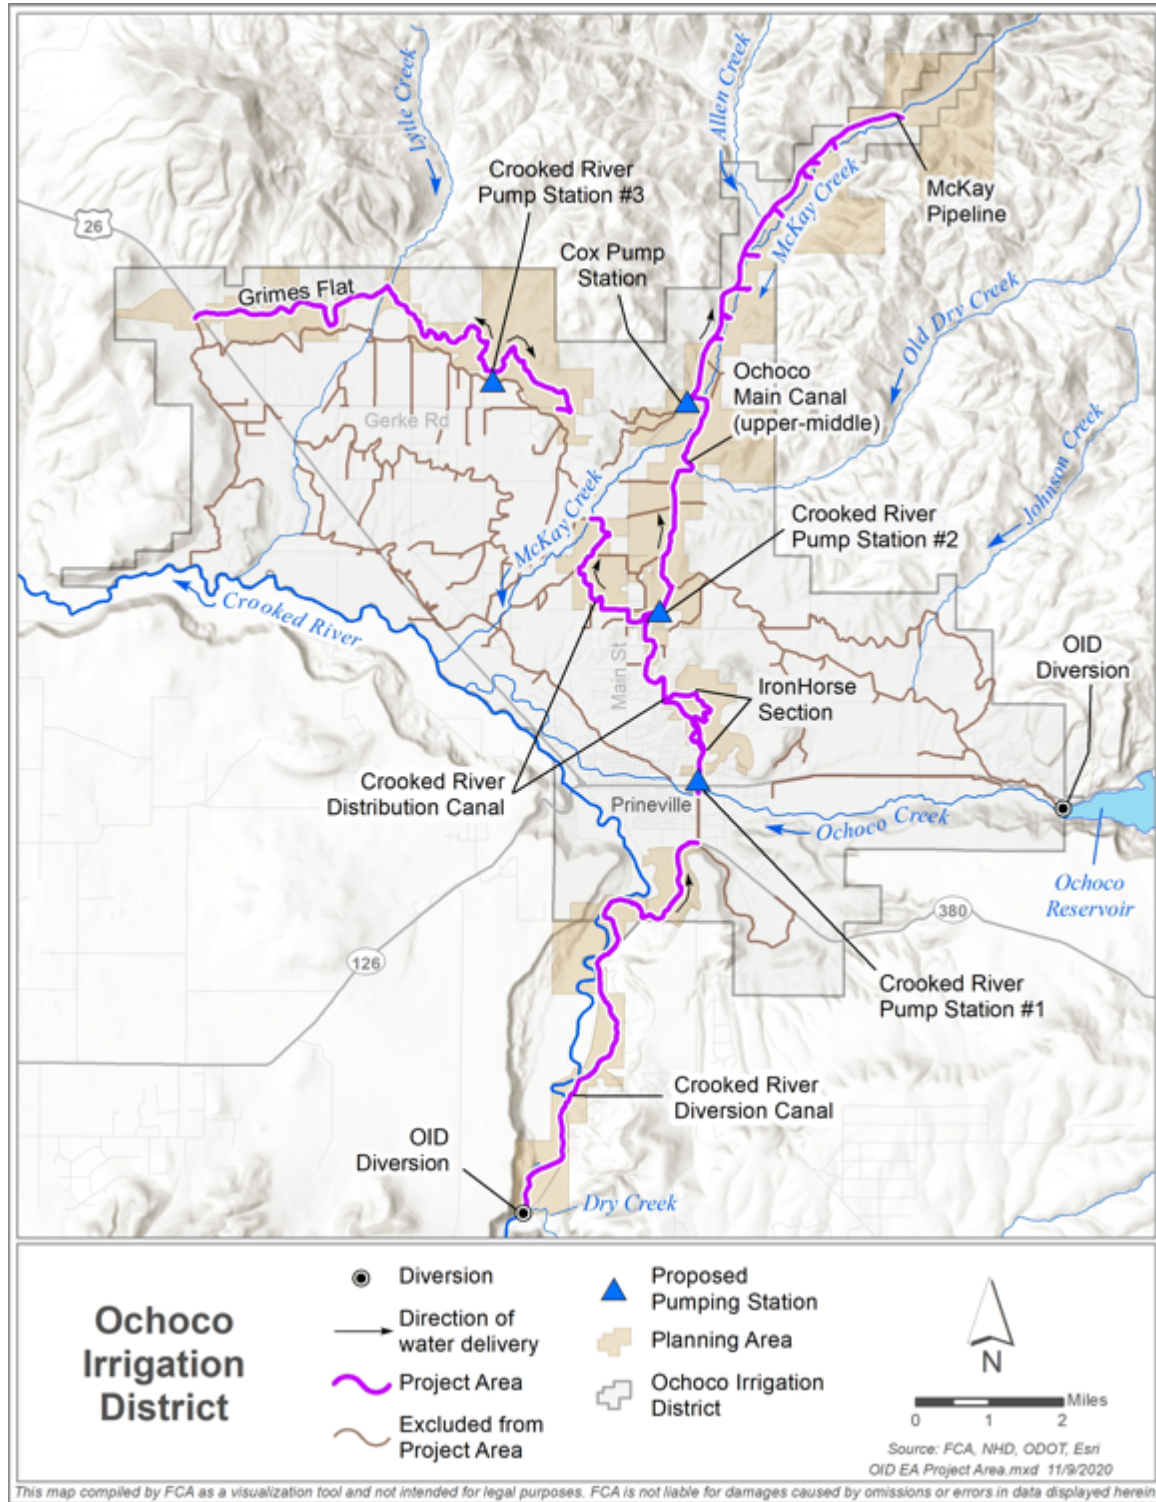 Lytle Creek
Allen Creek
Crooked River
Pump Station #3
26
McKay Creek
McKay
Pipeline
Cox Pump
Station
Grimes Flat
Old Dry Creek
Ochoco
Main Canal
(upper-middle)
Gerke Rd
Johnson Creek
McKay Creek
Crooked River
Pump Station #2
Crooked River
Main St
OID
Diversion
IronHorse
Section
Crooked River
Distribution Canal
Prineville
Ochoco Creek
Ochoco
Reservoir
380
126
Crooked River
Pump Station #1
Crooked River
Diversion Canal
OID
Diversion
Dry Creek
Ochoco
Irrigation
District
Diversion
Direction of
water delivery
Project Area
Excluded from
Project Area
Proposed
Pumping Station
Planning Area
Ochoco Irrigation
District
N
Miles
0 1 2
Source: FCA, NHD, ODOT, Esri
OID EA Project Area.mxd 11/9/2020
This map compiled by FCA as a visualization tool and not intended for legal purposes. FCA is not liable for damages caused by omissions or errors in data displayed herein